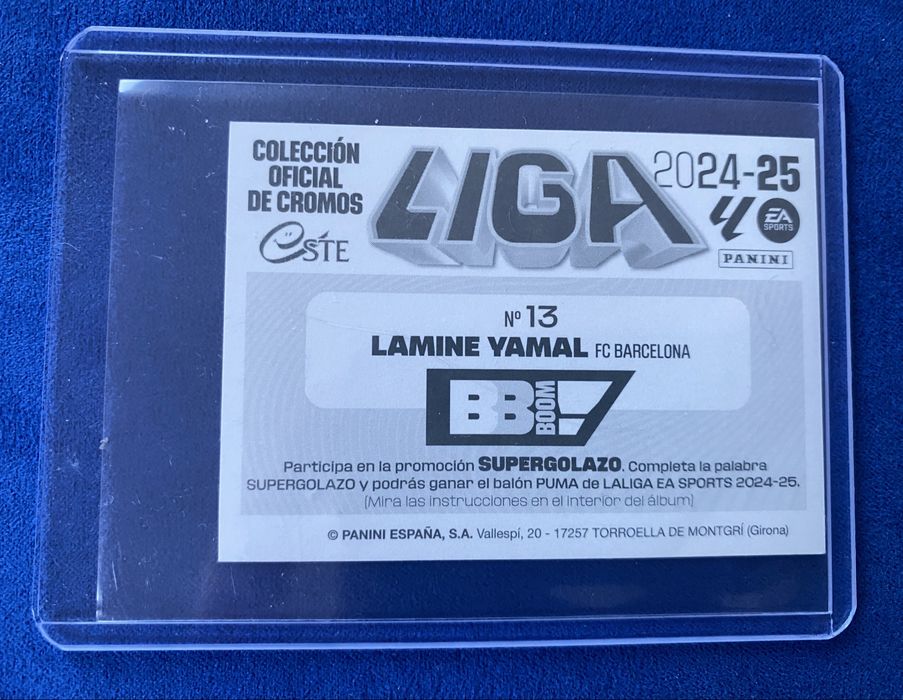 COLECCIÓN
OFICIAL
DE CROMOS
eSTE
LIGA
2024-25
EA
SPORTS
PANINI
Nº 13
LAMINE YAMAL FC BARCELONA
BB BOOM!
Participa en la promoción SUPERGOLAZO. Completa la palabra
SUPERGOLAZO y podrás ganar el balón PUMA de LALIGA EA SPORTS 2024-25.
(Mira las instrucciones en el interior del álbum)
© PANINI ESPAÑA, S.A. Vallespí, 20 - 17257 TORROELLA DE MONTGRÍ (Girona)